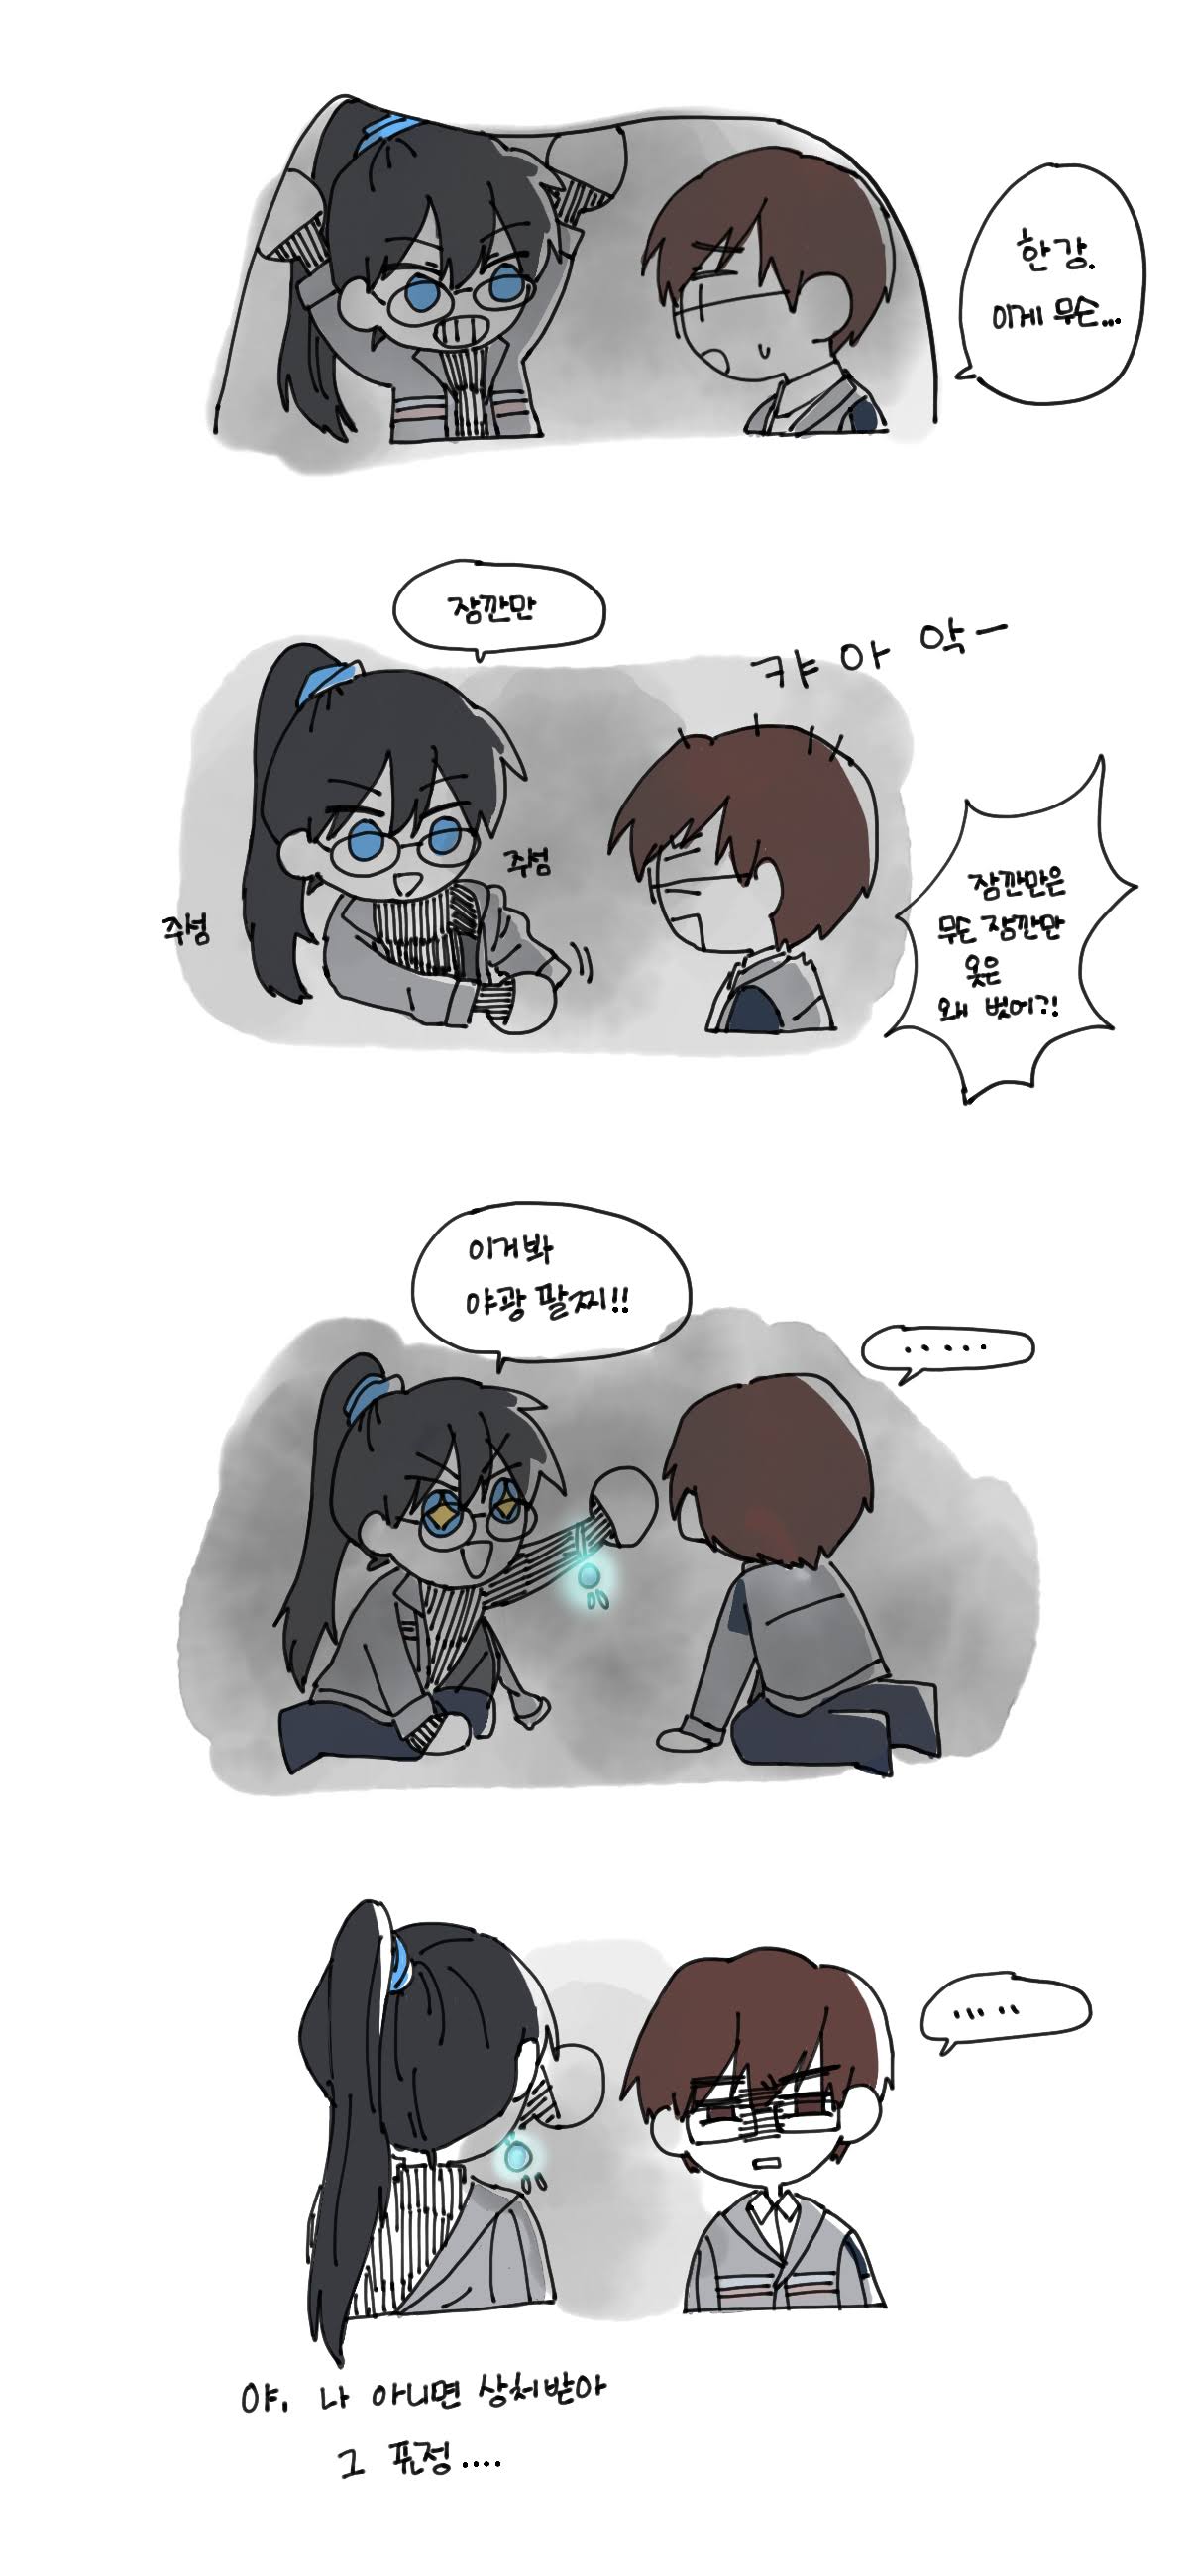 한강.
이게 무슨...
잠깐만
캬 아 악ー
주섬
주섬
잠깐만은
무슨 잠깐만
옷은
왜 벗어?!
이거봐
야광 팔찌!!
.....
.....
야. 나 아니면 상처받아
그 표정....